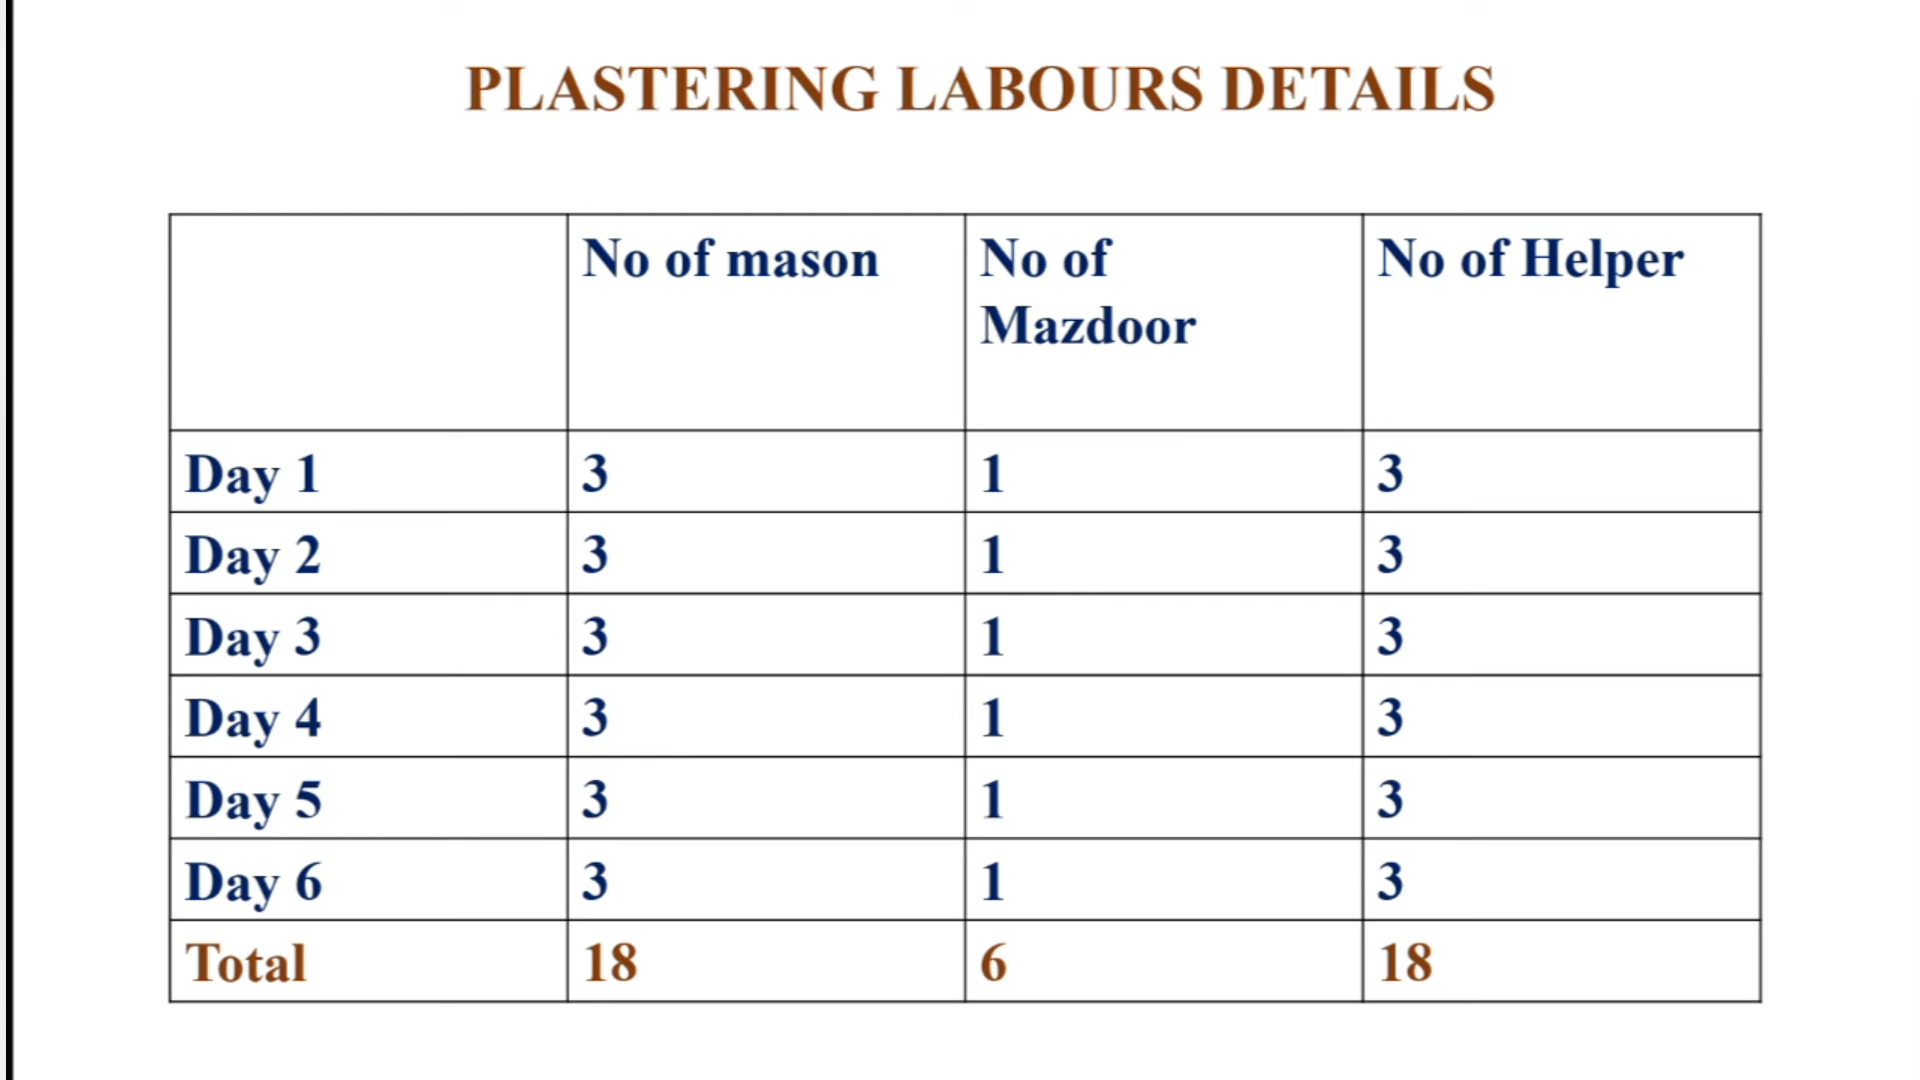 PLASTERING LABOURS DETAILS
No of mason No of Mazdoor No of Helper
Day 1 3 1 3
Day 2 3 1 3
Day 3 3 1 3
Day 4 3 1 3
Day 5 3 1 3
Day 6 3 1 3
Total 18 6 18